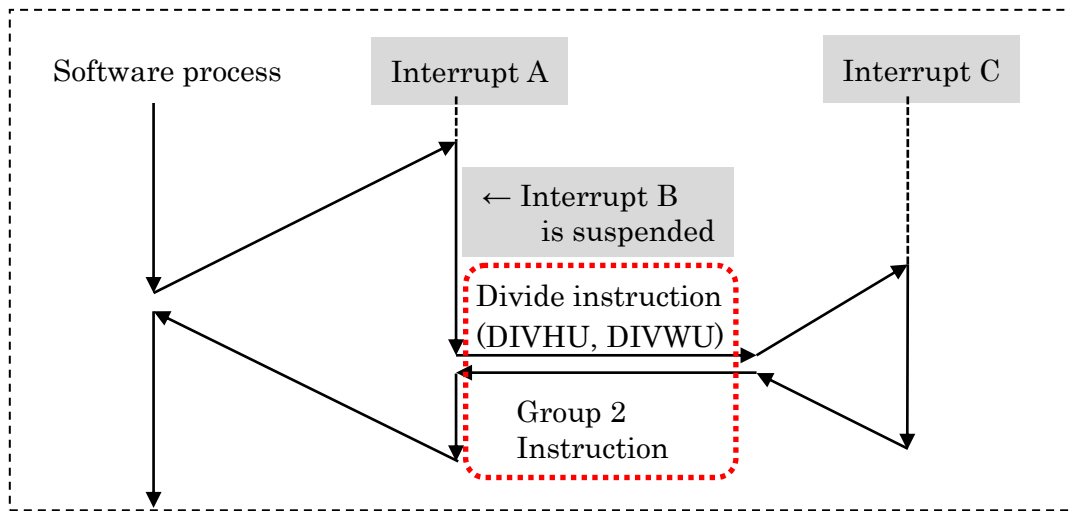 Software process
Interrupt A
Interrupt C
← Interrupt B
is suspended
Divide instruction
(DIVHU, DIVWU)
Group 2
Instruction